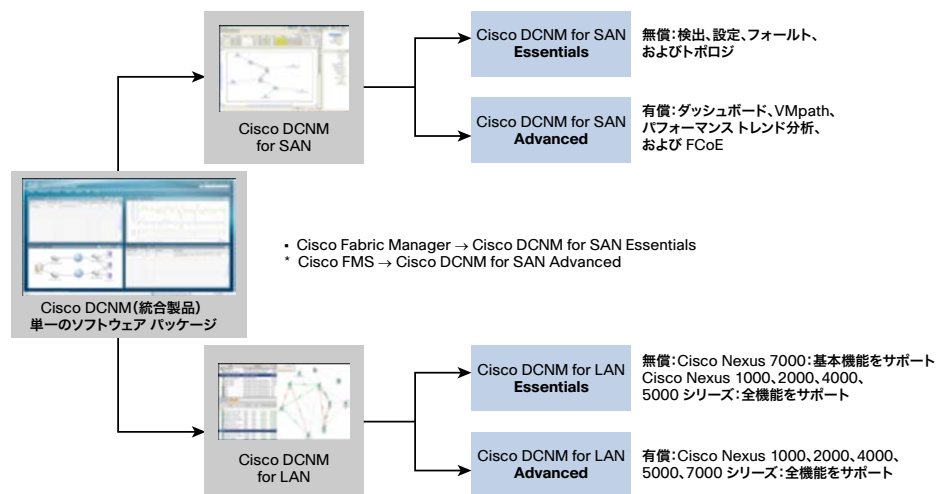 Cisco DCNM for SAN
Essentials
無償：検出、設定、フォールト、
およびトポロジ
Cisco DCNM
for SAN
Cisco DCNM for SAN
Advanced
有償：ダッシュボード、VMpath、
パフォーマンス トレンド分析、
および FCoE
▪ Cisco Fabric Manager → Cisco DCNM for SAN Essentials
* Cisco FMS → Cisco DCNM for SAN Advanced
Cisco DCNM（統合製品）
単一のソフトウェア パッケージ
Cisco DCNM for LAN
Essentials
無償：Cisco Nexus 7000：基本機能をサポート
Cisco Nexus 1000、2000、4000、
5000 シリーズ：全機能をサポート
Cisco DCNM
for LAN
Cisco DCNM for LAN
Advanced
有償：Cisco Nexus 1000、2000、4000、
5000、7000 シリーズ：全機能をサポート